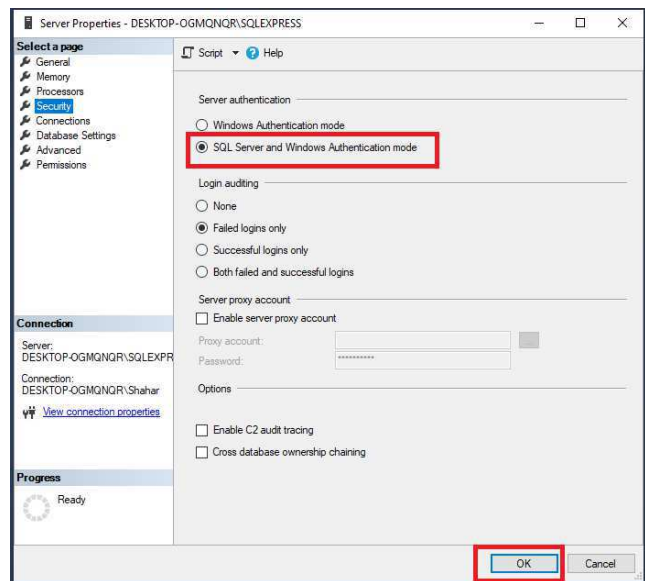 Server Properties - DESKTOP-OGMQNQR\SQLEXPRESS
Select a page
General
Memory
Processors
Security
Connections
Database Settings
Advanced
Permissions
Script Help
Server authentication
Windows Authentication mode
SQL Server and Windows Authentication mode
Login auditing
None
Failed logins only
Successful logins only
Both failed and successful logins
Server proxy account
Enable server proxy account
Proxy account:
Password: **********
Options
Enable C2 audit tracing
Cross database ownership chaining
Connection
Server:
DESKTOP-OGMQNQR\SQLEXPR
Connection:
DESKTOP-OGMQNQR\Shahar
View connection properties
Progress
Ready
OK Cancel